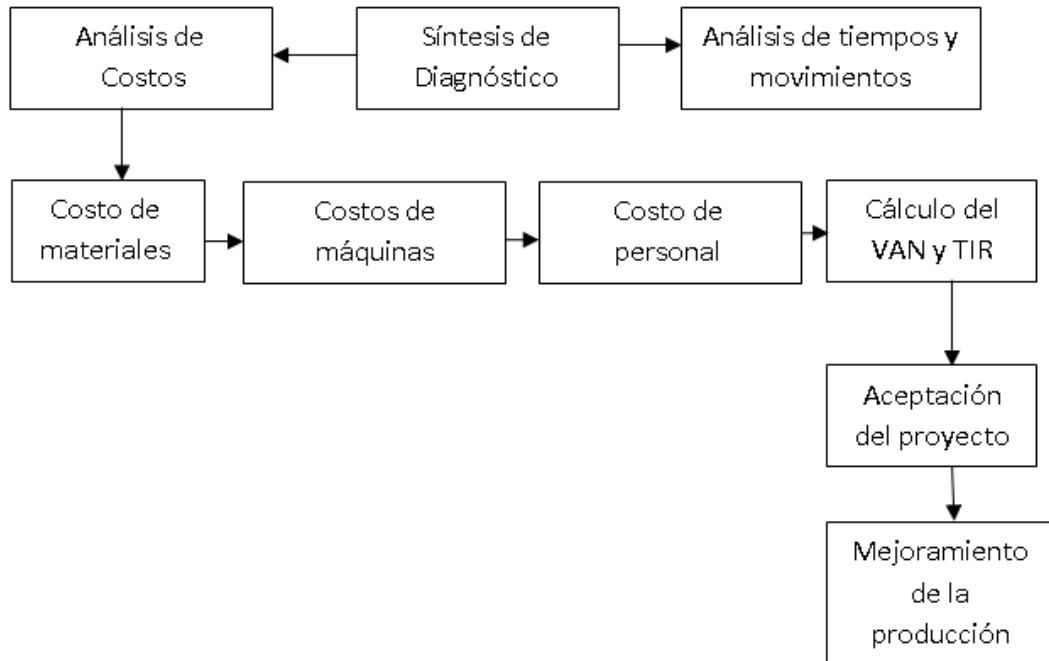 Análisis de
Costos
Síntesis de
Diagnóstico
Análisis de tiempos y
movimientos
Costo de
materiales
Costos de
máquinas
Costo de
personal
Cálculo del
VAN y TIR
Aceptación
del proyecto
Mejoramiento
de la
producción